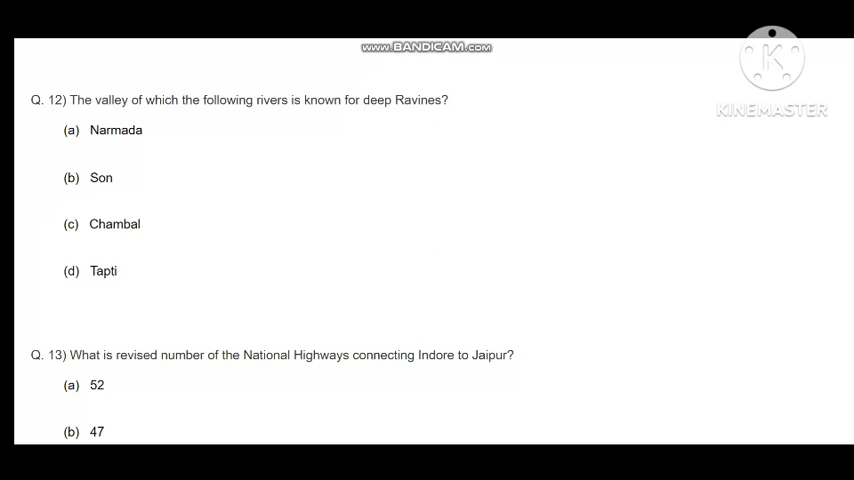 www.BANDICAM.com
KINEMASTER
Q. 12) The valley of which the following rivers is known for deep Ravines?
(a) Narmada
(b) Son
(c) Chambal
(d) Tapti
Q. 13) What is revised number of the National Highways connecting Indore to Jaipur?
(a) 52
(b) 47